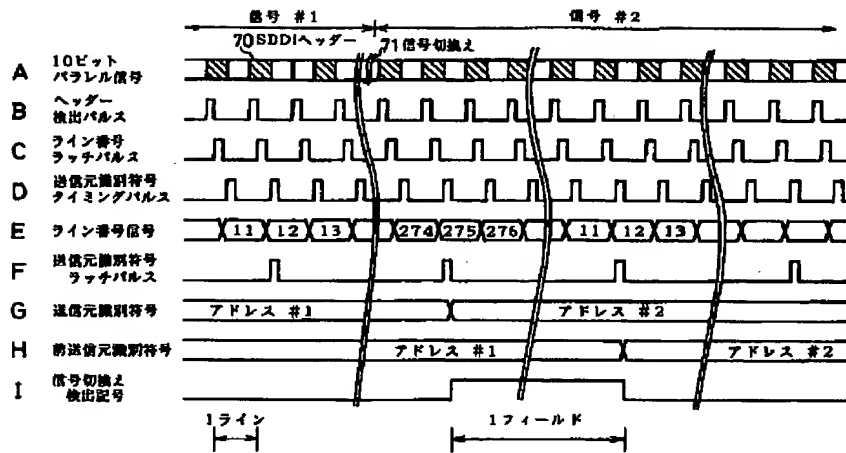 信号 #1 信号 #2
70 SDDIヘッダー 71 信号切換え
A 10ビット
パラレル信号
B ヘッダー
検出パルス
C ライン番号
ラッチパルス
D 送信元識別符号
タイミングパルス
E ライン番号信号 11 12 13 274 275 276 11 12 13
F 送信元識別符号
ラッチパルス
G 送信元識別符号 アドレス #1 アドレス #2
H 前送信元識別符号 アドレス #1 アドレス #2
I 信号切換え
検出記号
1ライン 1フィールド